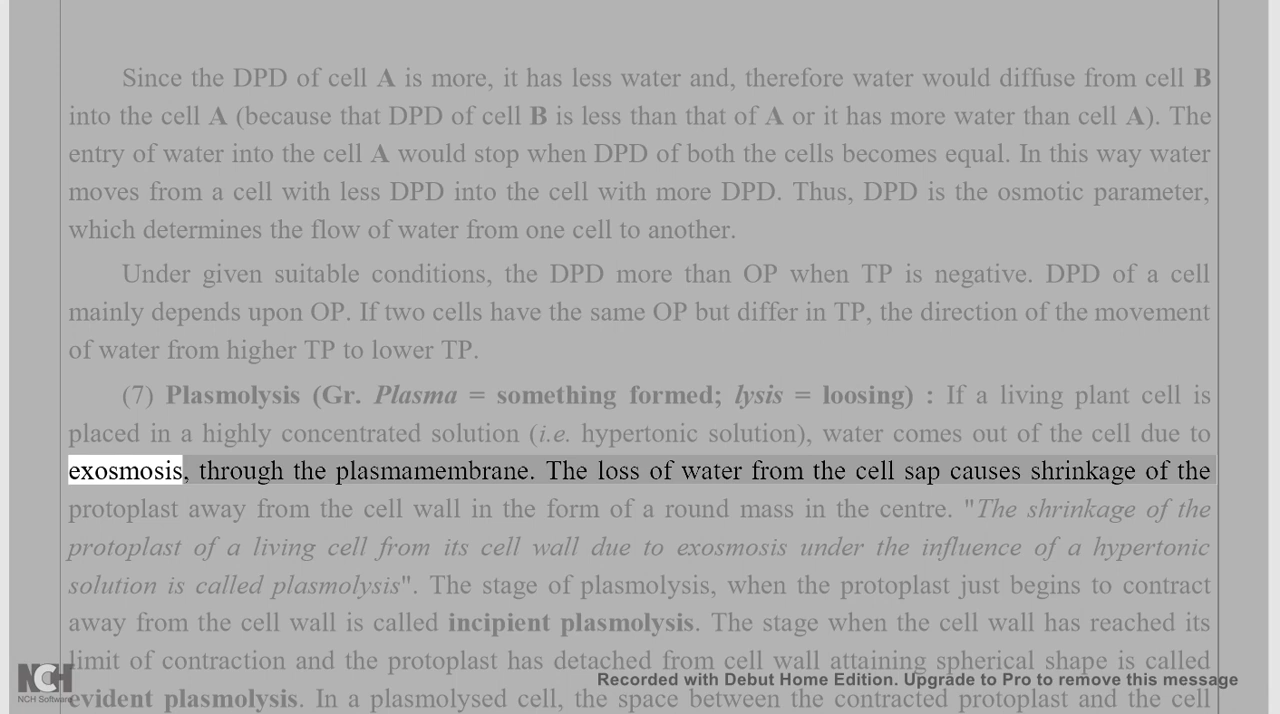 Since the DPD of cell A is more, it has less water and, therefore water would diffuse from cell B
into the cell A (because that DPD of cell B is less than that of A or it has more water than cell A). The
entry of water into the cell A would stop when DPD of both the cells becomes equal. In this way water
moves from a cell with less DPD into the cell with more DPD. Thus, DPD is the osmotic parameter,
which determines the flow of water from one cell to another.
Under given suitable conditions, the DPD more than OP when TP is negative. DPD of a cell
mainly depends upon OP. If two cells have the same OP but differ in TP, the direction of the movement
of water from higher TP to lower TP.
(7) Plasmolysis (Gr. Plasma = something formed; lysis = loosing) : If a living plant cell is
placed in a highly concentrated solution (i.e. hypertonic solution), water comes out of the cell due to
exosmosis, through the plasmamembrane. The loss of water from the cell sap causes shrinkage of the
protoplast away from the cell wall in the form of a round mass in the centre. "The shrinkage of the
protoplast of a living cell from its cell wall due to exosmosis under the influence of a hypertonic
solution is called plasmolysis". The stage of plasmolysis, when the protoplast just begins to contract
away from the cell wall is called incipient plasmolysis. The stage when the cell wall has reached its
limit of contraction and the protoplast has detached from cell wall attaining spherical shape is called
evident plasmolysis. In a plasmolysed cell, the space between the contracted protoplast and the cell
NCH
NCH Software
Recorded with Debut Home Edition. Upgrade to Pro to remove this message